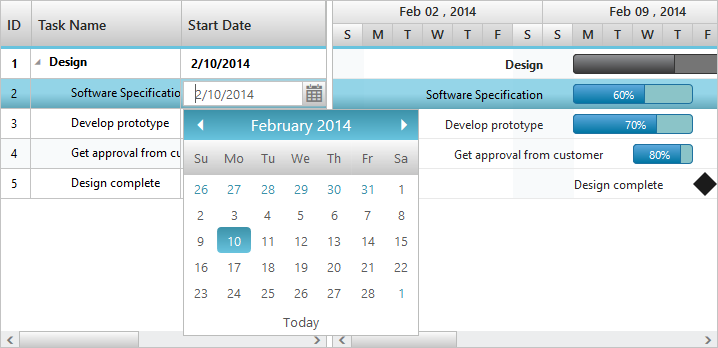 ID Task Name Start Date Feb 02 , 2014 Feb 09 , 2014
S M T W T F S S M T W T F
1 Design 2/10/2014 Design
2 Software Specificatio 2/10/2014 Software Specification 60%
3 Develop prototype Develop prototype 70%
4 Get approval from cu Get approval from customer 80%
5 Design complete Design complete
February 2014
Su Mo Tu We Th Fr Sa
26 27 28 29 30 31 1
2 3 4 5 6 7 8
9 10 11 12 13 14 15
16 17 18 19 20 21 22
23 24 25 26 27 28 1
Today